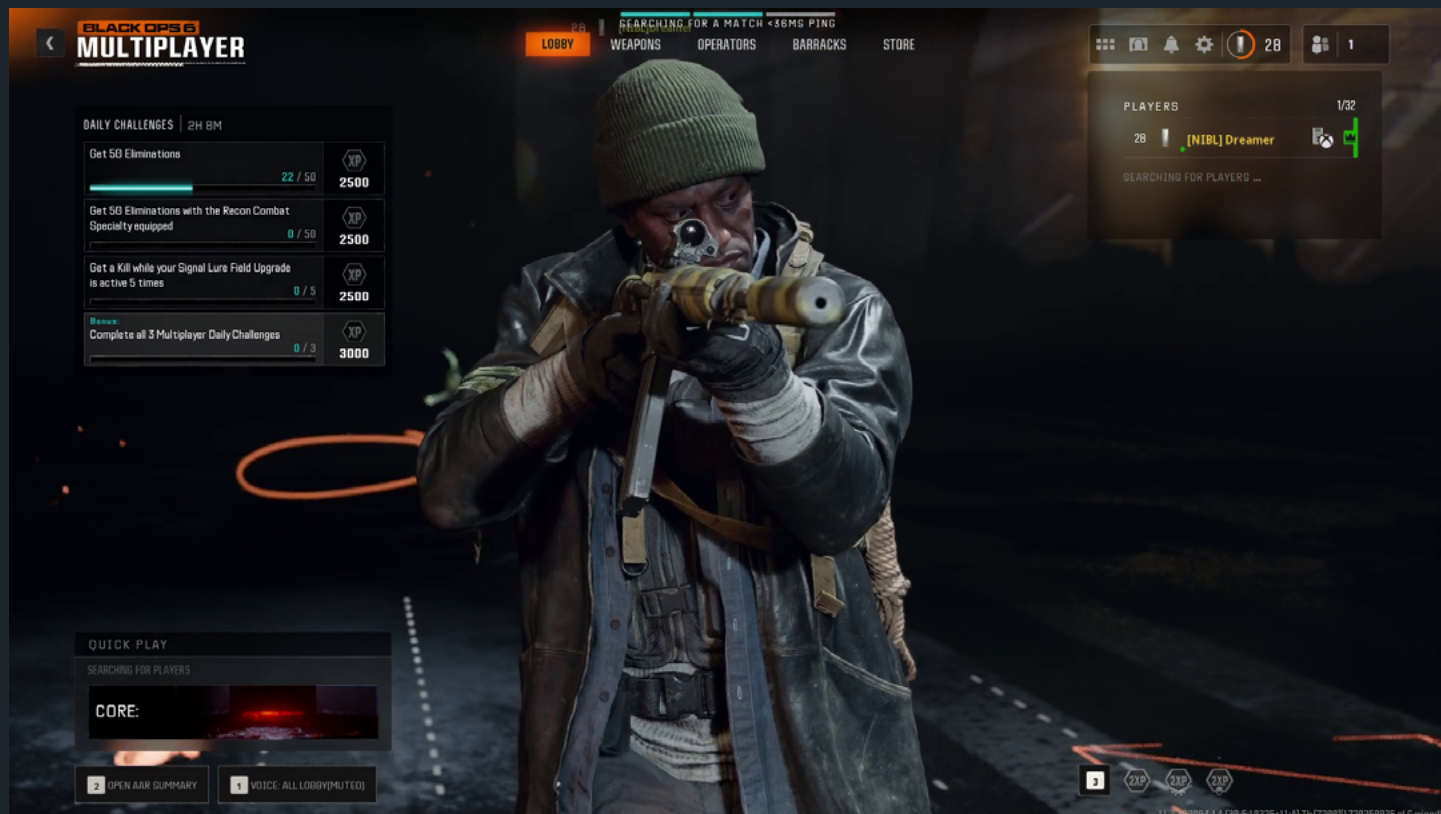 BLACK OPS 6
MULTIPLAYER
28
SEARCHING FOR A MATCH <36MS PING
LOBBY
WEAPONS
OPERATORS
BARRACKS
STORE
28
1
DAILY CHALLENGES | 2H 8M
Get 50 Eliminations
22 / 50
XP
2500
Get 50 Eliminations with the Recon Combat
Specialty equipped
0 / 50
XP
2500
Get a Kill while your Signal Lure Field Upgrade
is active 5 times
0 / 5
XP
2500
Bonus:
Complete all 3 Multiplayer Daily Challenges
0 / 3
XP
3000
PLAYERS
1/32
28 [NIBL]Dreamer
SEARCHING FOR PLAYERS ...
QUICK PLAY
SEARCHING FOR PLAYERS
CORE:
2 OPEN AAR SUMMARY
1 VOICE: ALL LOBBY(MUTED)
3 2XP 2XP 2XP